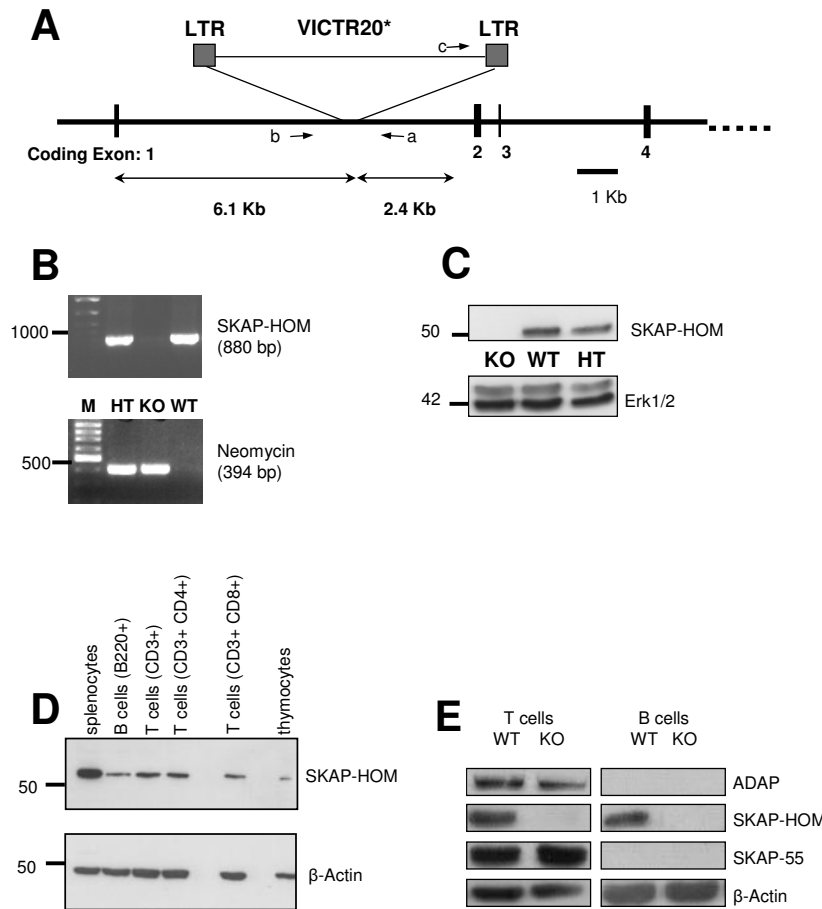 A
LTR VICTR20* LTR
c
b a
Coding Exon: 1 2 3 4
6.1 Kb 2.4 Kb 1 Kb
B
1000
SKAP-HOM
(880 bp)
M HT KO WT
500
Neomycin
(394 bp)
C
50 SKAP-HOM
KO WT HT
42 Erk1/2
D
splenocytes
B cells (B220+)
T cells (CD3+)
T cells (CD3+ CD4+)
T cells (CD3+ CD8+)
thymocytes
50 SKAP-HOM
50 β-Actin
E
T cells B cells
WT KO WT KO
ADAP
SKAP-HOM
SKAP-55
β-Actin